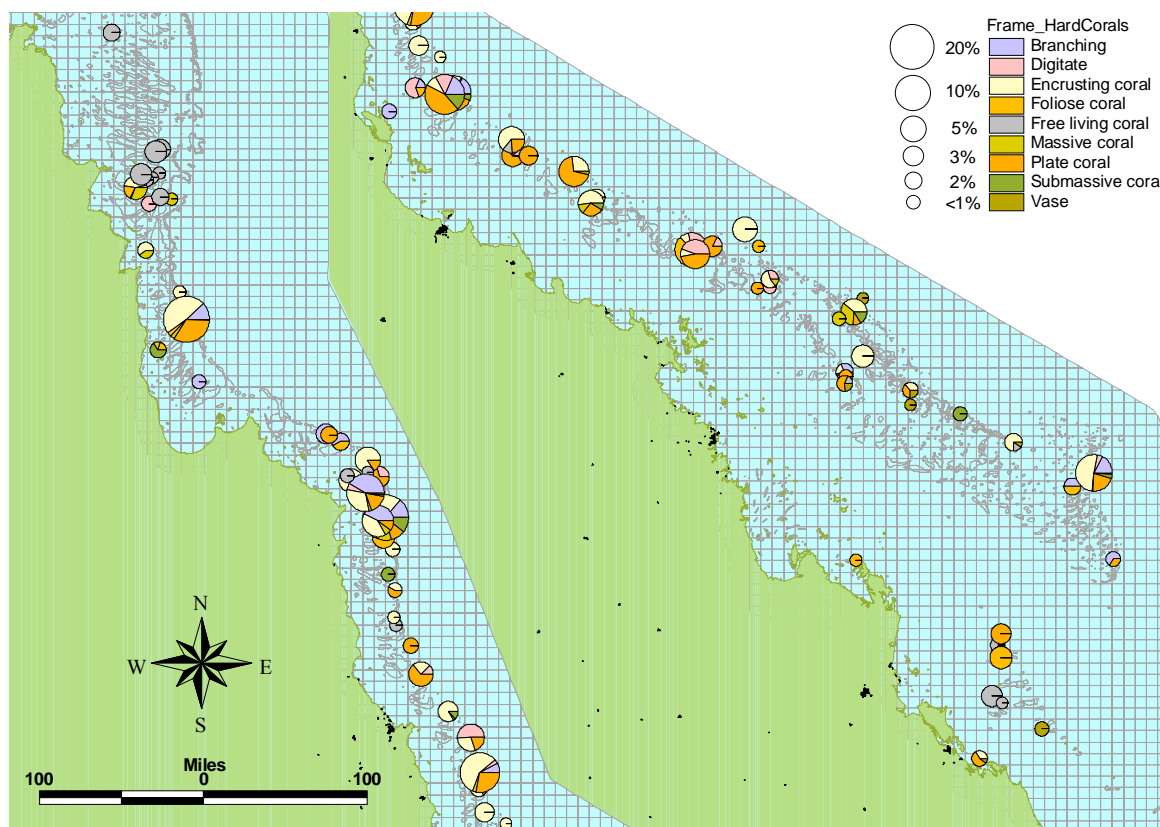 Frame_HardCorals
20%
Branching
Digitate
10%
Encrusting coral
Foliose coral
5%
Free living coral
Massive coral
3%
Plate coral
2%
Submassive cora
<1%
Vase
N
W
E
S
Miles
100
0
100